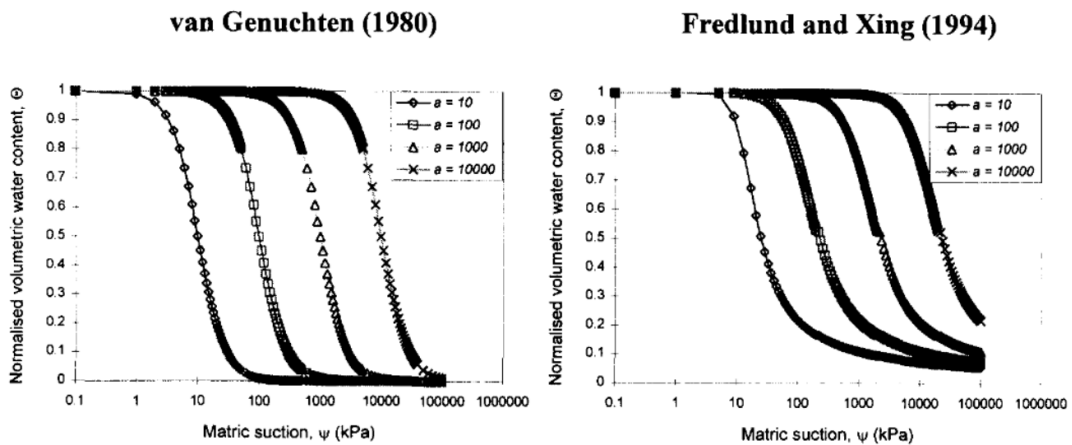 van Genuchten (1980)
Normalised volumetric water content, Θ
1
0.9
0.8
0.7
0.6
0.5
0.4
0.3
0.2
0.1
0
a = 10
a = 100
a = 1000
a = 10000
0.1 1 10 100 1000 10000 100000 1000000
Matric suction, ψ (kPa)
Fredlund and Xing (1994)
Normalised volumetric water content, Θ
1
0.9
0.8
0.7
0.6
0.5
0.4
0.3
0.2
0.1
0
a = 10
a = 100
a = 1000
a = 10000
0.1 1 10 100 1000 10000 100000 1000000
Matric suction, ψ (kPa)